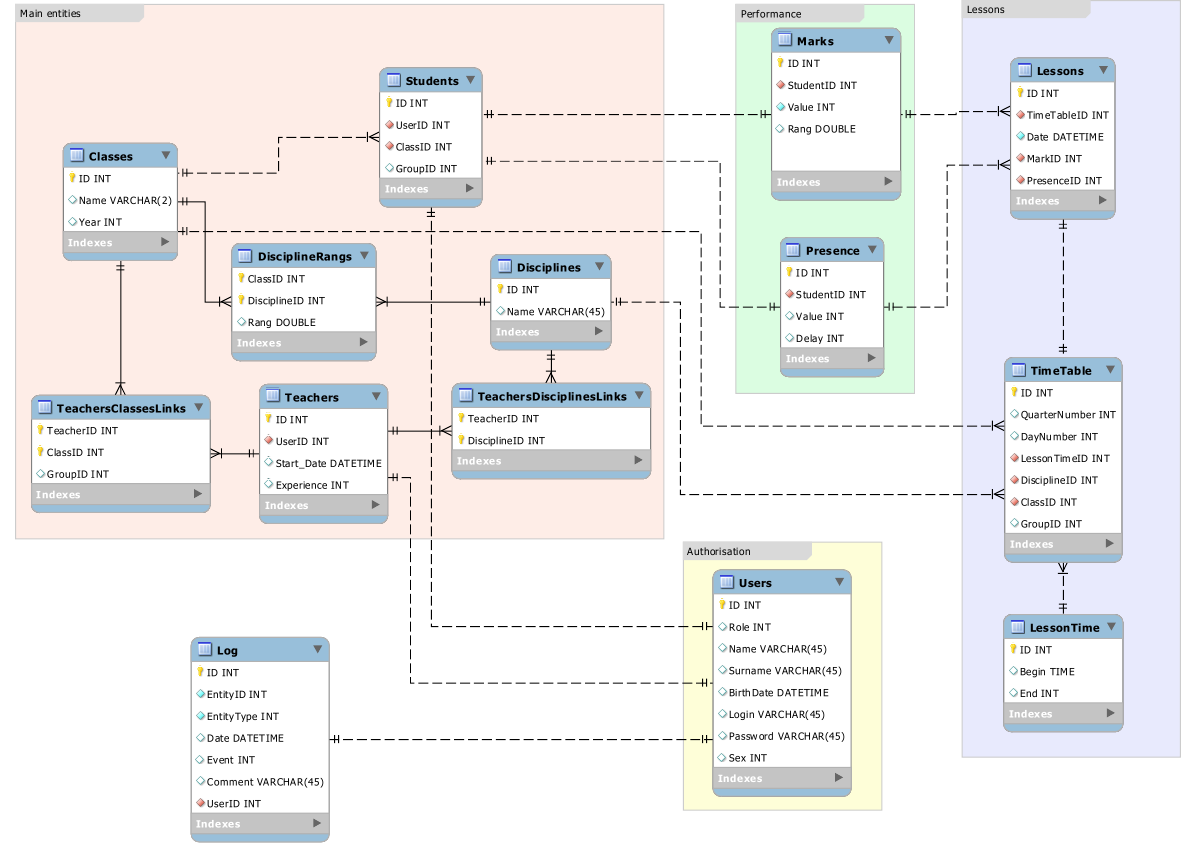 Main entities
Students
ID INT
UserID INT
ClassID INT
GroupID INT
Indexes
Classes
ID INT
Name VARCHAR(2)
Year INT
Indexes
DisciplineRangs
ClassID INT
DisciplineID INT
Rang DOUBLE
Indexes
Disciplines
ID INT
Name VARCHAR(45)
Indexes
TeachersClassesLinks
TeacherID INT
ClassID INT
GroupID INT
Indexes
Teachers
ID INT
UserID INT
Start_Date DATETIME
Experience INT
Indexes
TeachersDisciplinesLinks
TeacherID INT
DisciplineID INT
Indexes
Performance
Marks
ID INT
StudentID INT
Value INT
Rang DOUBLE
Indexes
Presence
ID INT
StudentID INT
Value INT
Delay INT
Indexes
Lessons
Lessons
ID INT
TimeTableID INT
Date DATETIME
MarkID INT
PresenceID INT
Indexes
TimeTable
ID INT
QuarterNumber INT
DayNumber INT
LessonTimeID INT
DisciplineID INT
ClassID INT
GroupID INT
Indexes
LessonTime
ID INT
Begin TIME
End INT
Indexes
Authorisation
Users
ID INT
Role INT
Name VARCHAR(45)
Surname VARCHAR(45)
BirthDate DATETIME
Login VARCHAR(45)
Password VARCHAR(45)
Sex INT
Indexes
Log
ID INT
EntityID INT
EntityType INT
Date DATETIME
Event INT
Comment VARCHAR(45)
UserID INT
Indexes